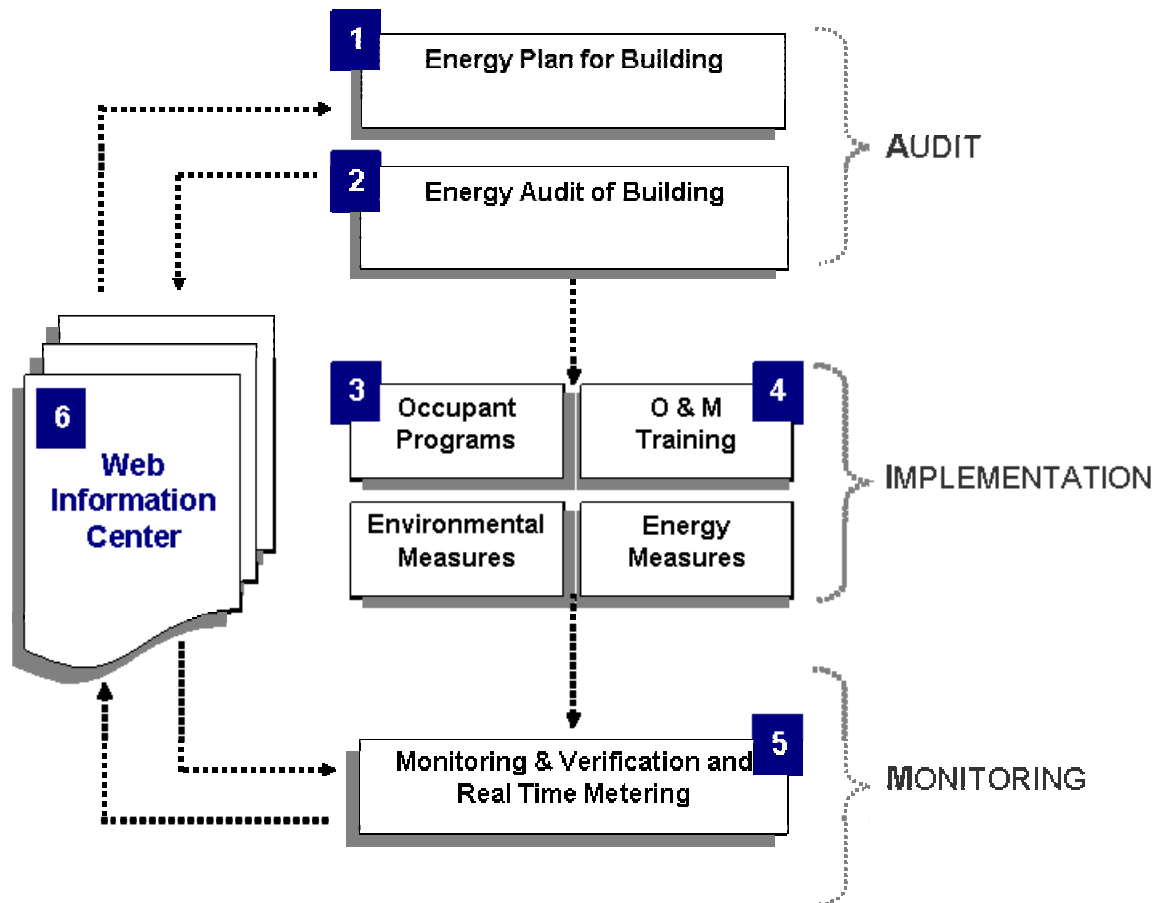 1
Energy Plan for Building
AUDIT
2
Energy Audit of Building
3
Occupant
Programs
4
O & M
Training
IMPLEMENTATION
Environmental
Measures
Energy
Measures
6
Web
Information
Center
5
Monitoring & Verification and
Real Time Metering
MONITORING